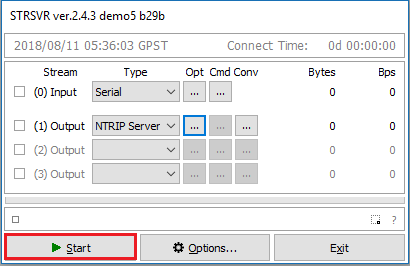 STRSVR ver.2.4.3 demo5 b29b
2018/08/11 05:36:03 GPST Connect Time: 0d 00:00:00
Stream Type Opt Cmd Conv Bytes Bps
(0) Input Serial ... ... 0 0
(1) Output NTRIP Server ... ... ... 0 0
(2) Output ... ... ... 0
(3) Output ... ... ... 0
?
Start Options... Exit